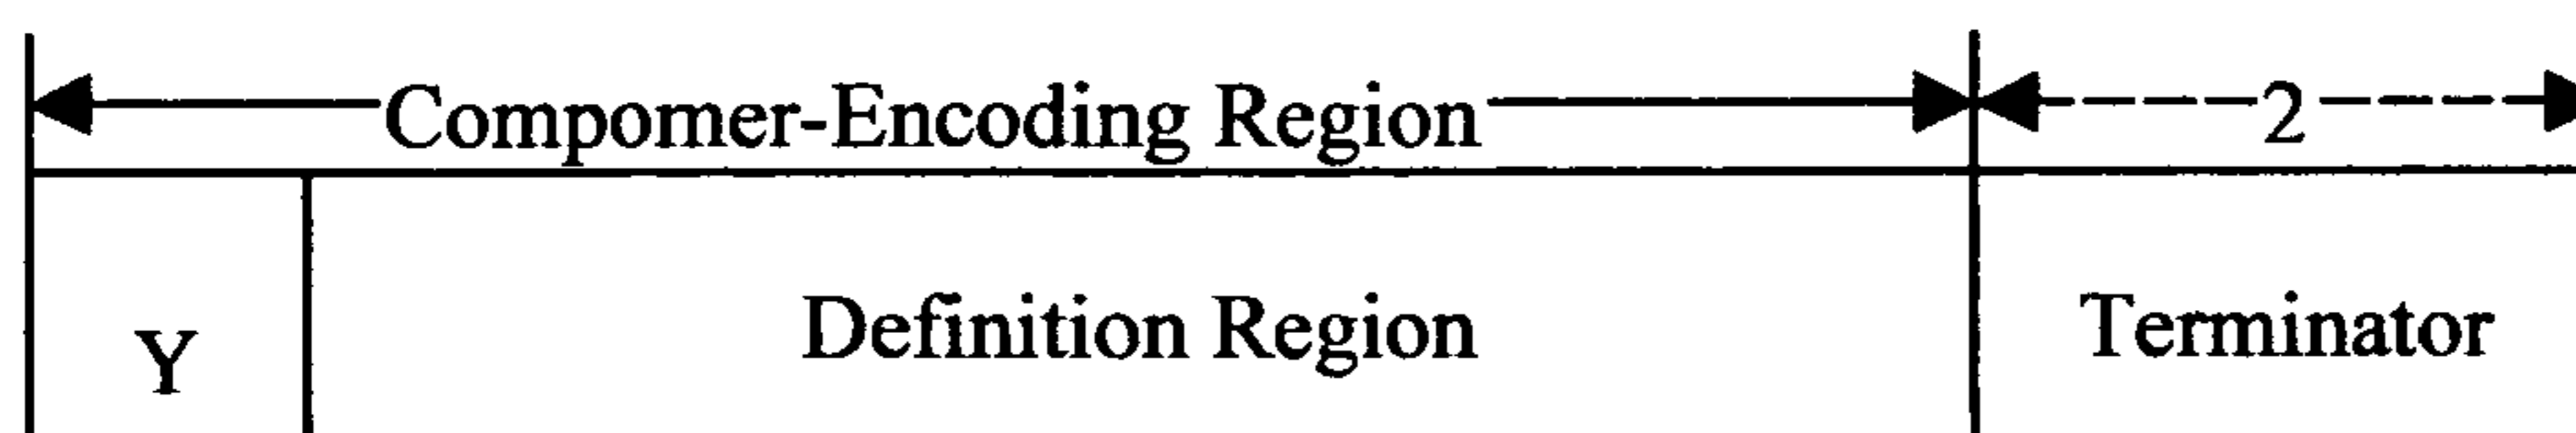 Compomer-Encoding Region 2
Y Definition Region Terminator